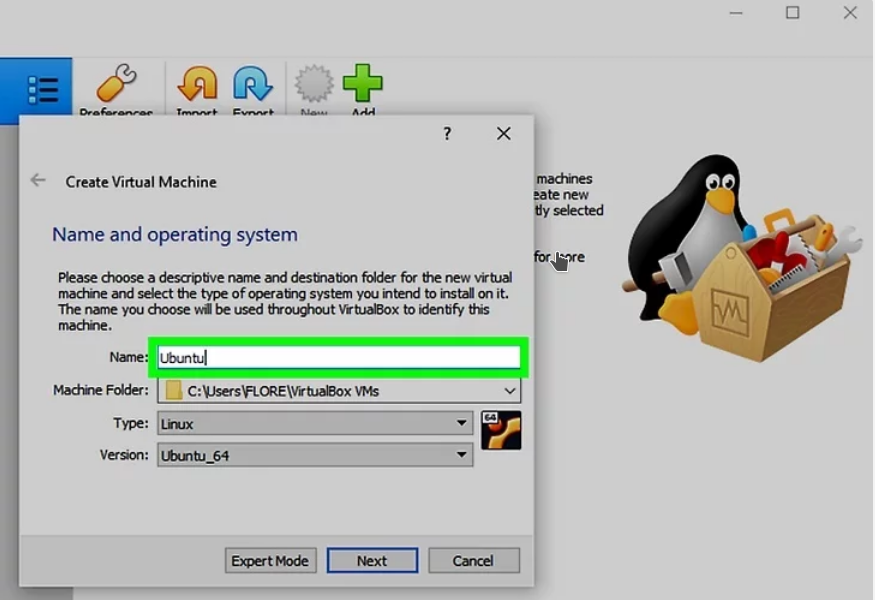 Preferences
Import
Export
New
Add
machines
eate new
tly selected
for more
?
Create Virtual Machine
Name and operating system
Please choose a descriptive name and destination folder for the new virtual
machine and select the type of operating system you intend to install on it.
The name you choose will be used throughout VirtualBox to identify this
machine.
Name: Ubuntu
Machine Folder: C:\Users\FLORE\VirtualBox VMs
Type: Linux
64
Version: Ubuntu_64
Expert Mode
Next
Cancel